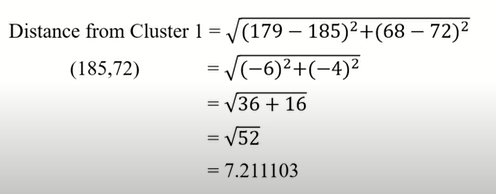 Distance from Cluster 1 = √(179 − 185)²+(68 − 72)²
(185,72) = √(−6)²+(−4)²
= √36 + 16
= √52
= 7.211103